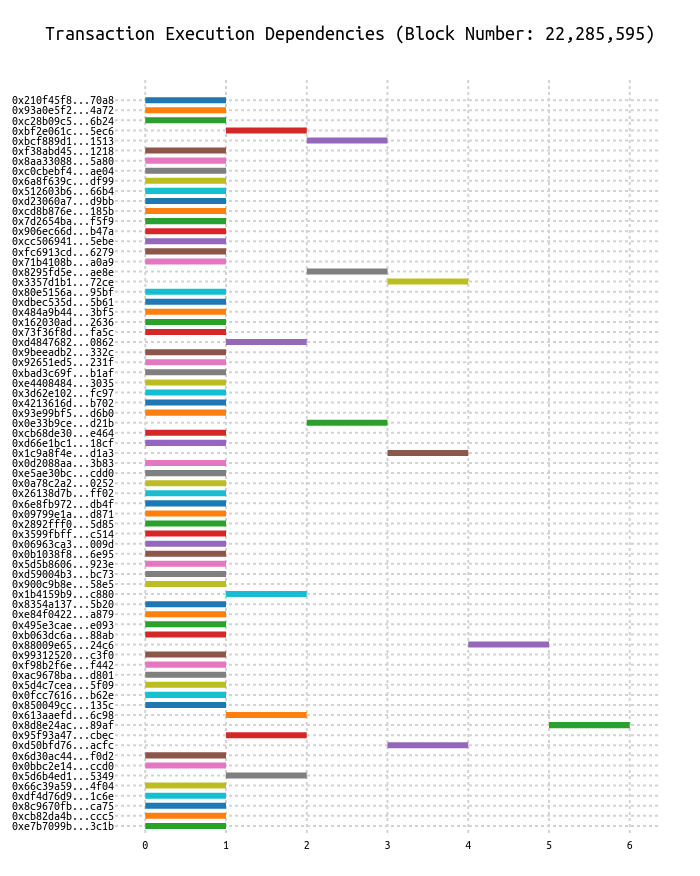 Transaction Execution Dependencies (Block Number: 22,285,595)
0x210f45f8...70a8
0x93a0e5f2...4a72
0xc28b09c5...6b24
0xbf2e061c...5ec6
0xbcf889d1...1513
0xf38abd45...1218
0x8aa33088...5a80
0xc0cbebf4...ae04
0x6a8f639c...df99
0x512603b6...66b4
0xd23060a7...d9bb
0xcd8b876e...185b
0x7d2654ba...f5f9
0x906ec66d...b47a
0xcc506941...5ebe
0xfc6913cd...6279
0x71b4108b...a0a9
0x8295fd5e...ae8e
0x3357d1b1...72ce
0x80e5156a...95bf
0xdbec535d...5b61
0x484a9b44...3bf5
0x162030ad...2636
0x73f36f8d...fa5c
0xd4847682...0862
0x9beeadb2...332c
0x92651ed5...231f
0xbad3c69f...b1af
0xe4408484...3035
0x3d62e102...fc97
0x4213616d...b702
0x93e99bf5...d6b0
0x0e33b9ce...d21b
0xcb68de30...e464
0xd66e1bc1...18cf
0x1c9a8f4e...d1a3
0x0d2088aa...3b83
0xe5ae30bc...cdd0
0x0a78c2a2...0252
0x26138d7b...ff02
0x6e8fb972...db4f
0x09799e1a...d871
0x2892fff0...5d85
0x3599fbff...c514
0x06963ca3...009d
0x0b1038f8...6e95
0x5d5b8606...923e
0xd59004b3...bc73
0x900c9b8e...58e5
0x1b4159b9...c880
0x8354a137...5b20
0xe84f0422...a879
0x495e3cae...e093
0xb063dc6a...88ab
0x88009e65...24c6
0x99312520...c3f0
0xf98b2f6e...f442
0xac9678ba...d801
0x5d4c7cea...5f09
0x0fcc7616...b62e
0x850049cc...135c
0x613aaefd...6c98
0x8d8e24ac...89af
0x95f93a47...cbec
0xd50bfd76...acfc
0x6d30ac44...f0d2
0x0bbc2e14...ccd0
0x5d6b4ed1...5349
0x66c39a59...4f04
0xdf4d76d9...1c6e
0x8c9670fb...ca75
0xcb82da4b...ccc5
0xe7b7099b...3c1b
0 1 2 3 4 5 6